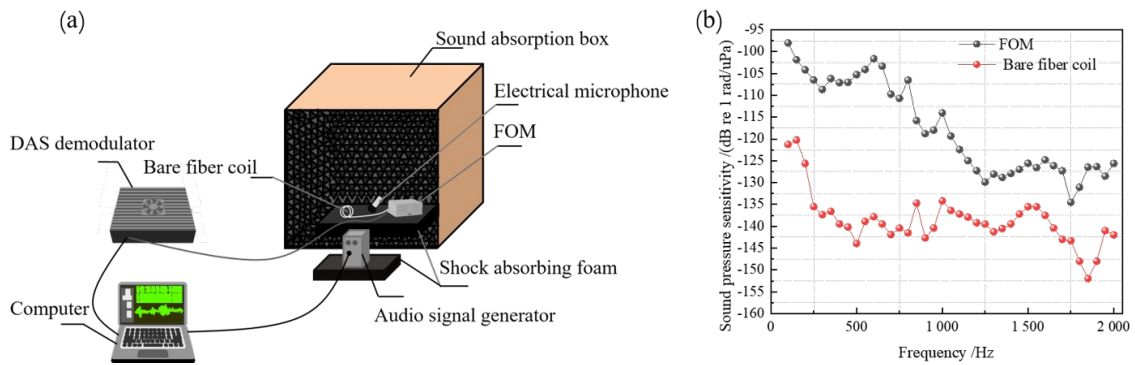 (a)
Sound absorption box
Electrical microphone
FOM
DAS demodulator
Bare fiber coil
Shock absorbing foam
Computer
Audio signal generator
(b)
Sound pressure sensitivity /(dB re 1 rad/uPa)
-95
-100
-105
-110
-115
-120
-125
-130
-135
-140
-145
-150
-155
-160
FOM
Bare fiber coil
0
500
1 000
1 500
2 000
Frequency /Hz